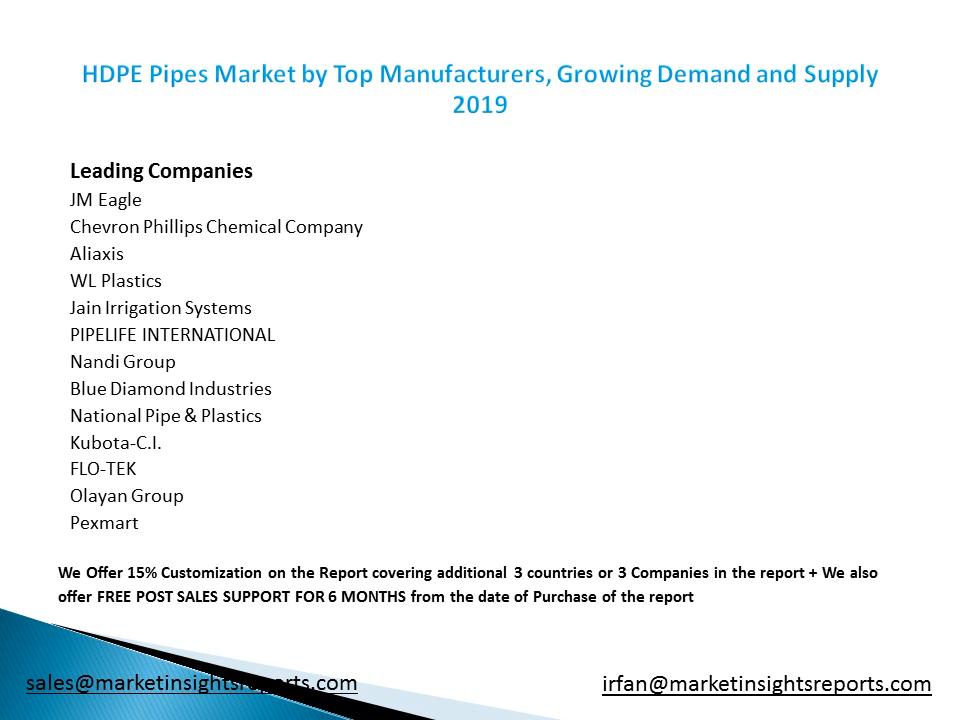 HDPE Pipes Market by Top Manufacturers, Growing Demand and Supply
2019
Leading Companies
JM Eagle
Chevron Phillips Chemical Company
Aliaxis
WL Plastics
Jain Irrigation Systems
PIPELIFE INTERNATIONAL
Nandi Group
Blue Diamond Industries
National Pipe & Plastics
Kubota-C.I.
FLO-TEK
Olayan Group
Pexmart
We Offer 15% Customization on the Report covering additional 3 countries or 3 Companies in the report + We also
offer FREE POST SALES SUPPORT FOR 6 MONTHS from the date of Purchase of the report
sales@marketinsightsreports.com
irfan@marketinsightsreports.com